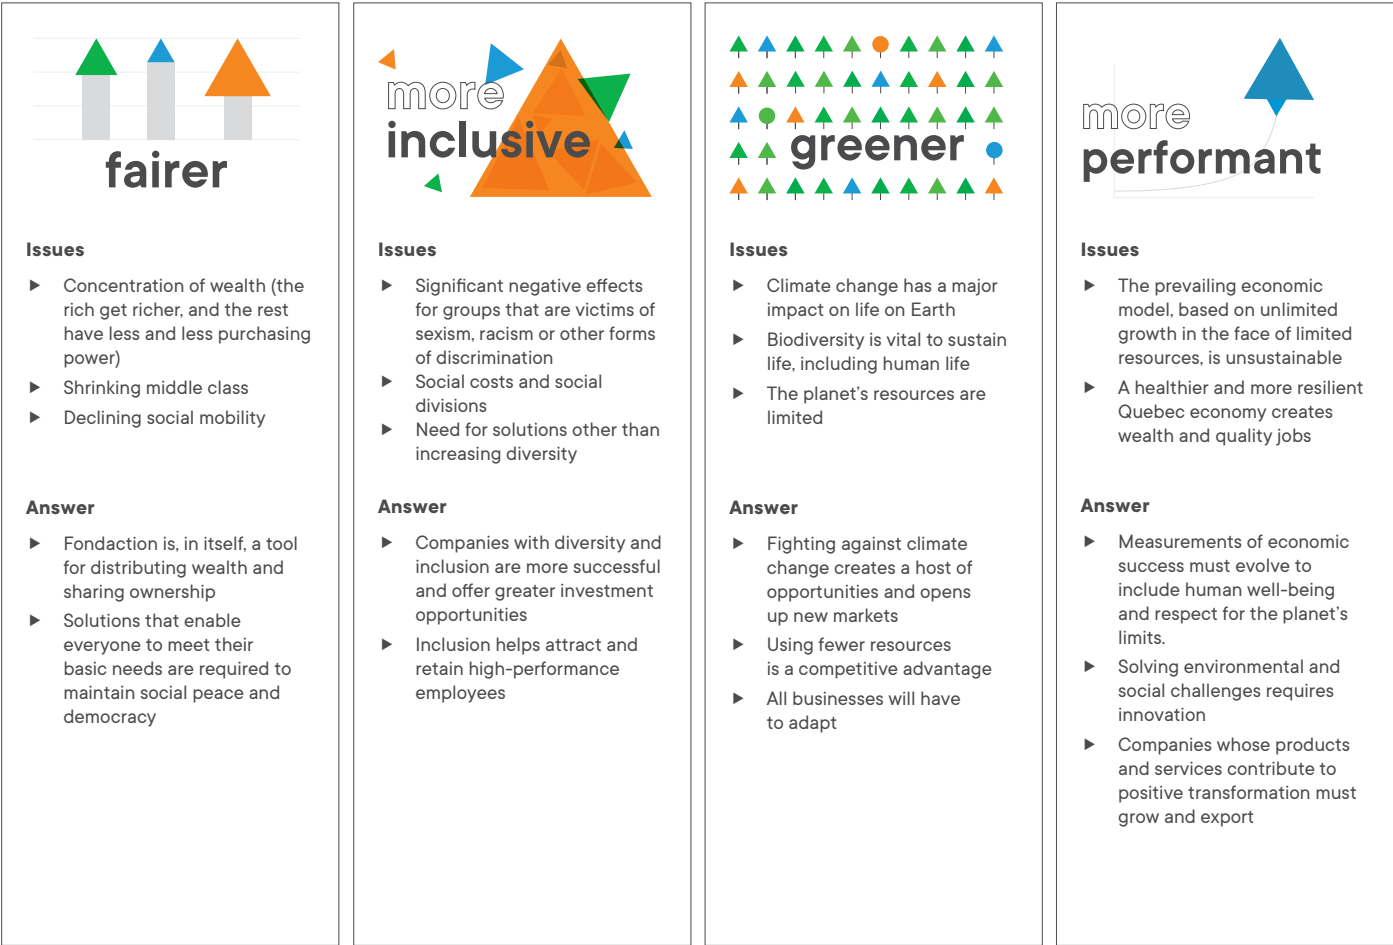 fairer
Issues
Concentration of wealth (the
rich get richer, and the rest
have less and less purchasing
power)
Shrinking middle class
Declining social mobility
Answer
Fondaction is, in itself, a tool
for distributing wealth and
sharing ownership
Solutions that enable
everyone to meet their
basic needs are required to
maintain social peace and
democracy
more
inclusive
Issues
Significant negative effects
for groups that are victims of
sexism, racism or other forms
of discrimination
Social costs and social
divisions
Need for solutions other than
increasing diversity
Answer
Companies with diversity and
inclusion are more successful
and offer greater investment
opportunities
Inclusion helps attract and
retain high-performance
employees
greener
Issues
Climate change has a major
impact on life on Earth
Biodiversity is vital to sustain
life, including human life
The planet’s resources are
limited
Answer
Fighting against climate
change creates a host of
opportunities and opens
up new markets
Using fewer resources
is a competitive advantage
All businesses will have
to adapt
more
performant
Issues
The prevailing economic
model, based on unlimited
growth in the face of limited
resources, is unsustainable
A healthier and more resilient
Quebec economy creates
wealth and quality jobs
Answer
Measurements of economic
success must evolve to
include human well-being
and respect for the planet’s
limits.
Solving environmental and
social challenges requires
innovation
Companies whose products
and services contribute to
positive transformation must
grow and export